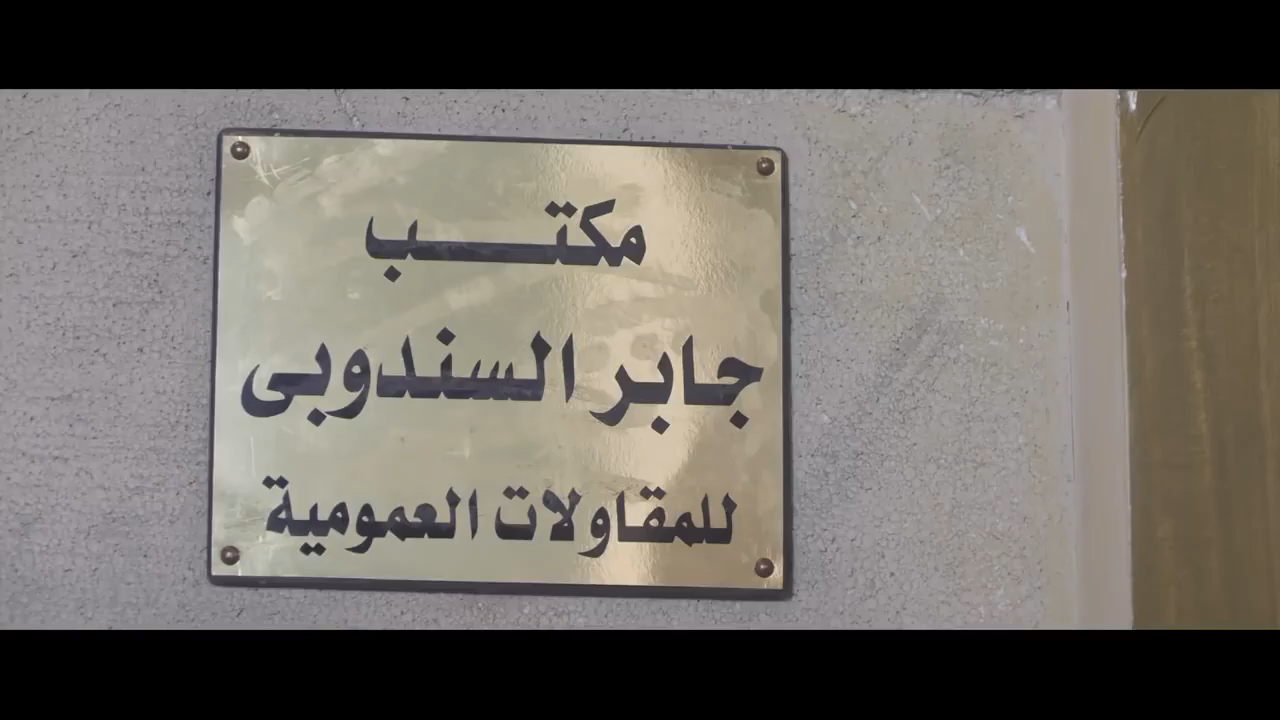 مكتب
جابر السندوبى
للمقاولات العمومية